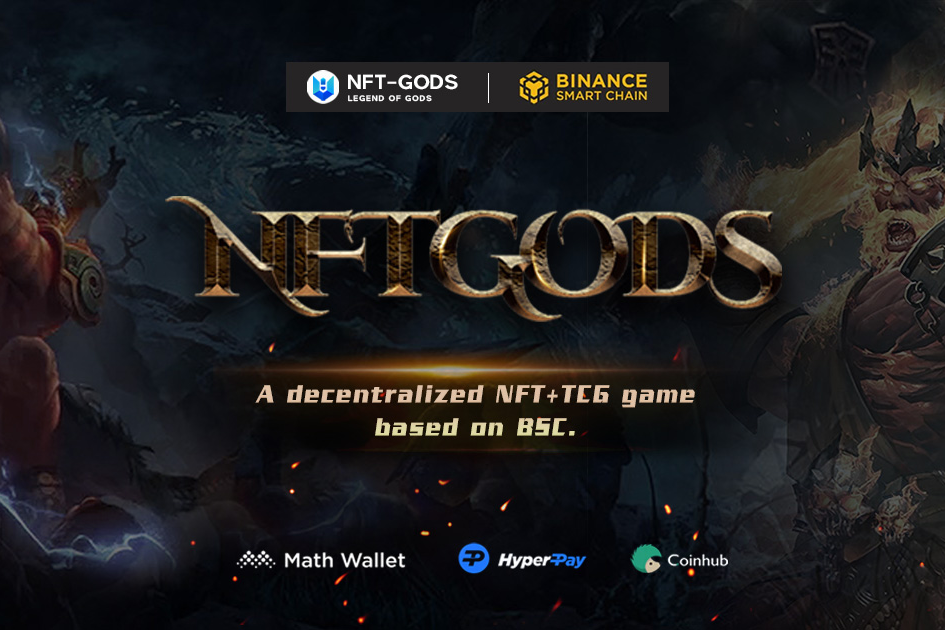 NFT-GODS
LEGEND OF GODS
BINANCE
SMART CHAIN
NFTGODS
A decentralized NFT+TCG game
based on BSC.
Math Wallet
HyperPay
Coinhub